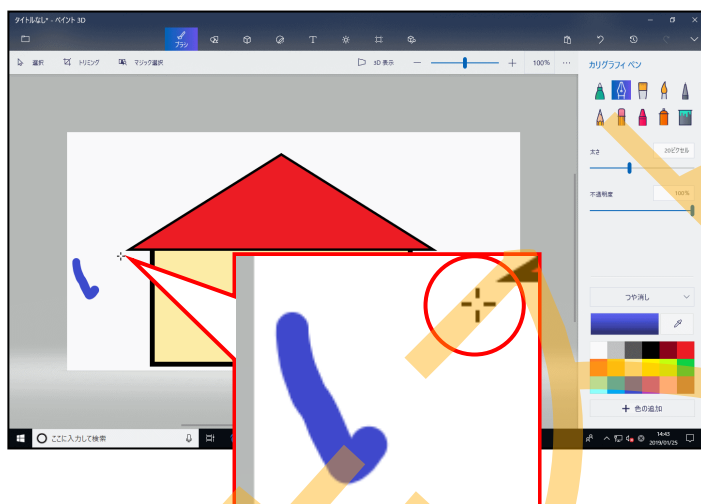 タイトルなし* - ペイント 3D
ブラシ
T
選択 トリミング マジック選択 3D 表示 100% …
カリグラフィ ペン
太さ 20ピクセル
不透明度 100%
つや消し
色の追加
ここに入力して検索
14:43
2019/01/25